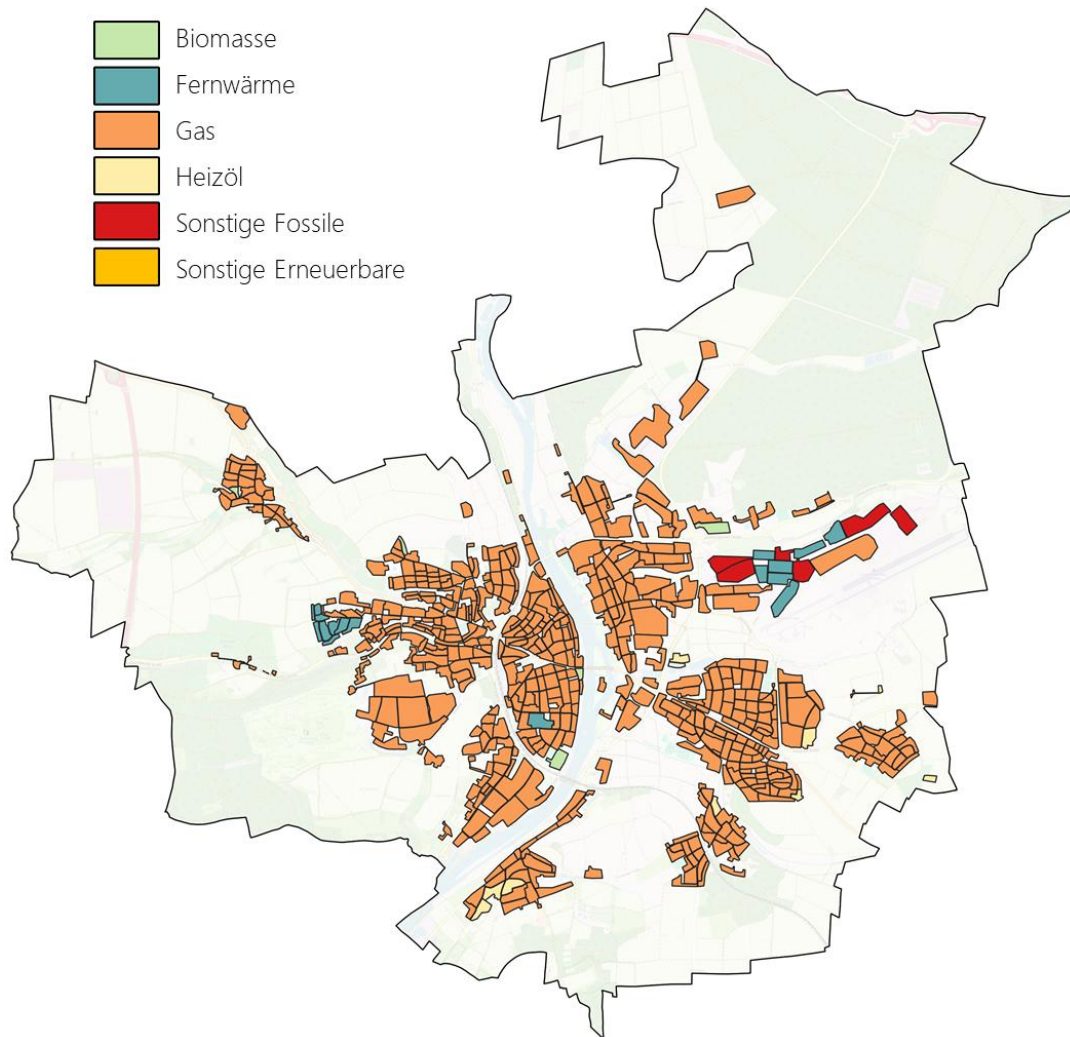 Biomasse
Fernwärme
Gas
Heizöl
Sonstige Fossile
Sonstige Erneuerbare